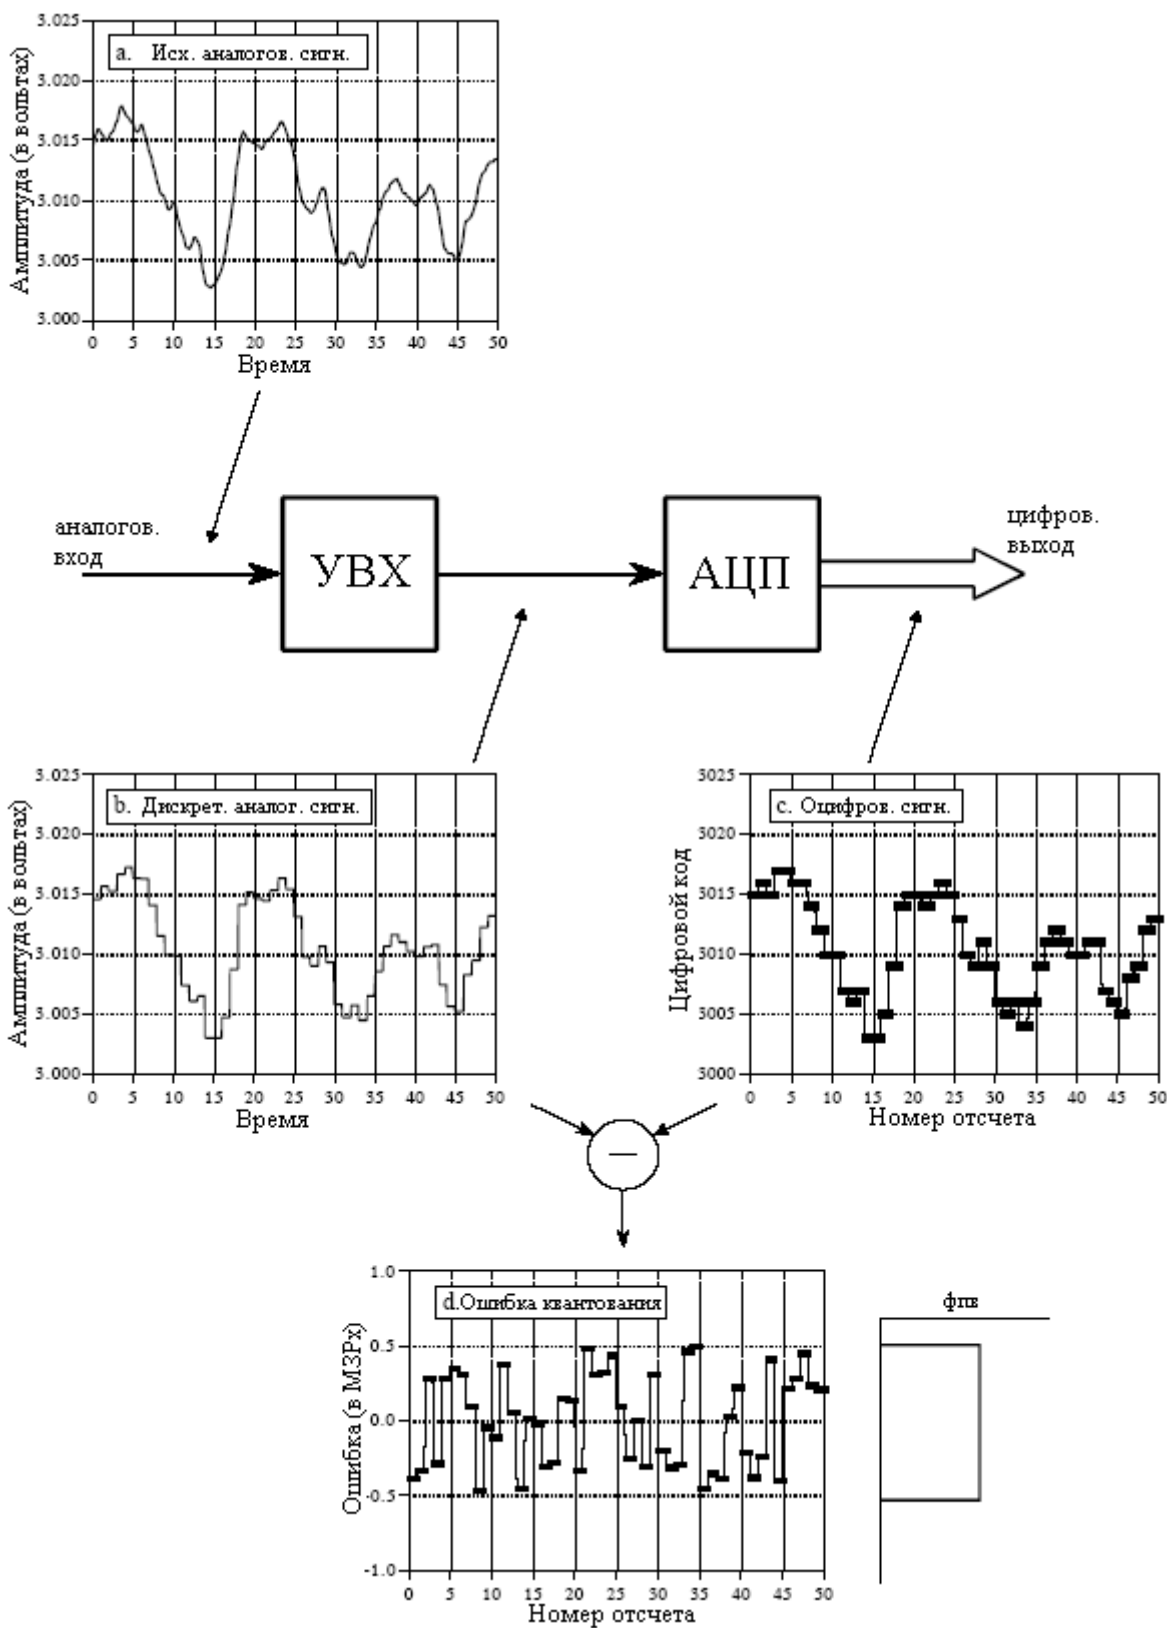 a. Исх. аналогов. сигн.
Амплитуда (в вольтах)
3.025
3.020
3.015
3.010
3.005
3.000
0 5 10 15 20 25 30 35 40 45 50
Время
аналогов.
вход
УВХ
АЦП
цифров.
выход
b. Дискрет. аналог. сигн.
Амплитуда (в вольтах)
3.025
3.020
3.015
3.010
3.005
3.000
0 5 10 15 20 25 30 35 40 45 50
Время
c. Оцифров. сигн.
Цифровой код
3025
3020
3015
3010
3005
3000
0 5 10 15 20 25 30 35 40 45 50
Номер отсчета
—
d.Ошибка квантования
Ошибка (в МЗРх)
1.0
0.5
0.0
-0.5
-1.0
0 5 10 15 20 25 30 35 40 45 50
Номер отсчета
фпв